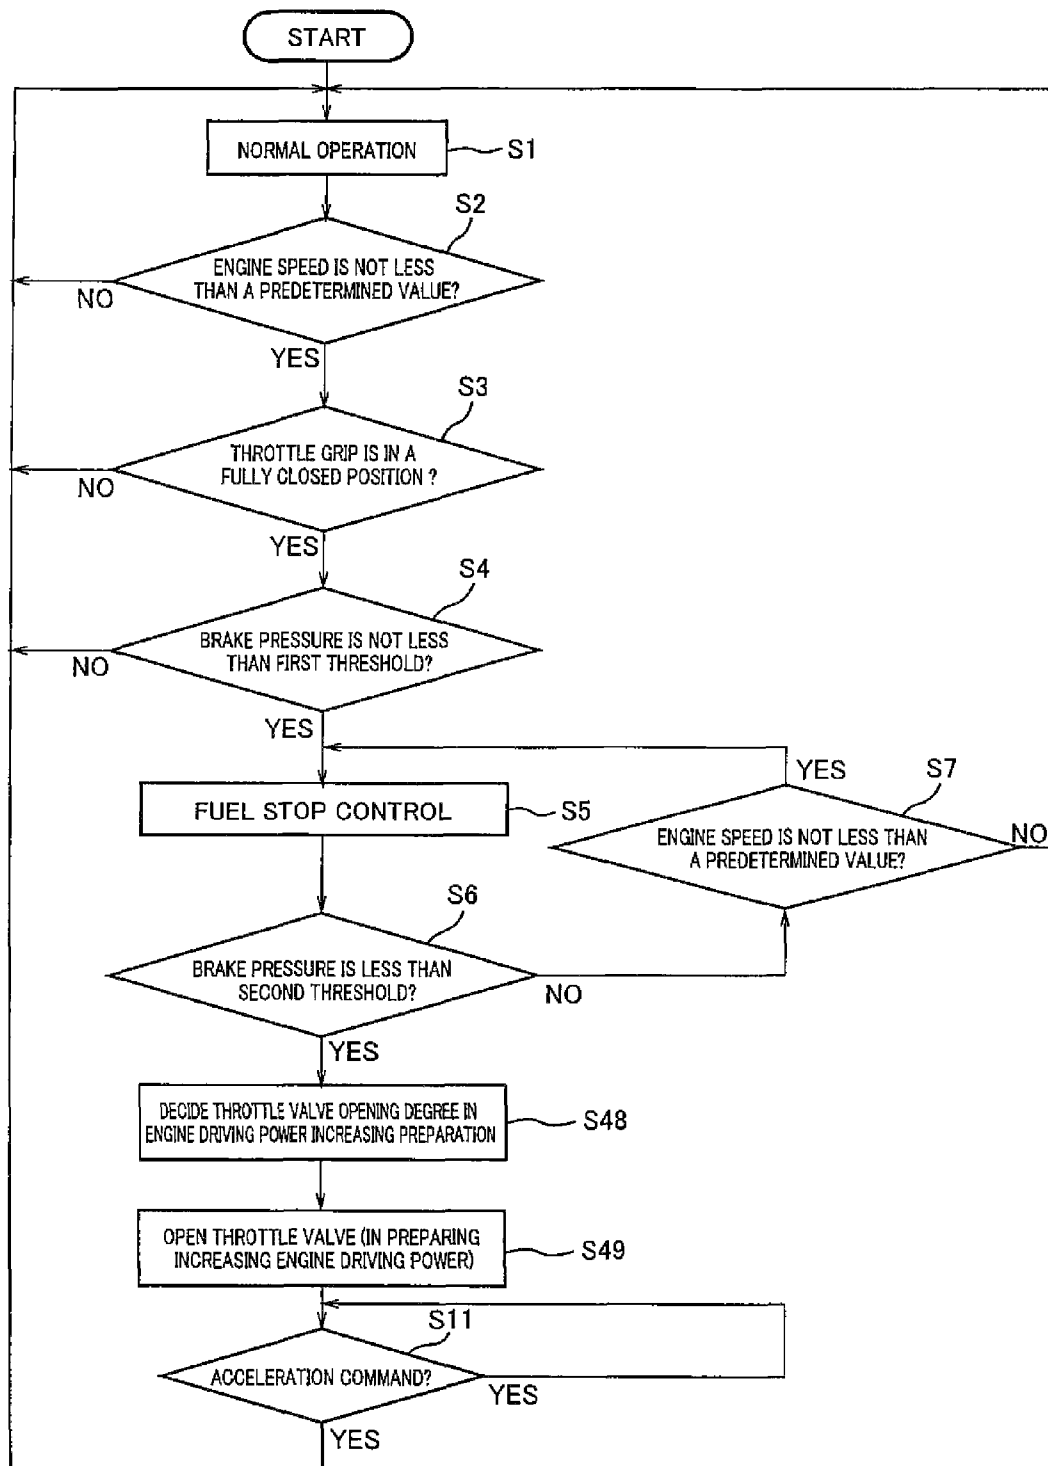 START
NORMAL OPERATION
S1
S2
ENGINE SPEED IS NOT LESS
THAN A PREDETERMINED VALUE?
NO
YES
S3
THROTTLE GRIP IS IN A
FULLY CLOSED POSITION ?
NO
YES
S4
BRAKE PRESSURE IS NOT LESS
THAN FIRST THRESHOLD?
NO
YES
FUEL STOP CONTROL
S5
YES
S7
ENGINE SPEED IS NOT LESS THAN
A PREDETERMINED VALUE?
NO
S6
BRAKE PRESSURE IS LESS THAN
SECOND THRESHOLD?
NO
YES
DECIDE THROTTLE VALVE OPENING DEGREE IN
ENGINE DRIVING POWER INCREASING PREPARATION
S48
OPEN THROTTLE VALVE (IN PREPARING
INCREASING ENGINE DRIVING POWER)
S49
S11
ACCELERATION COMMAND?
YES
YES